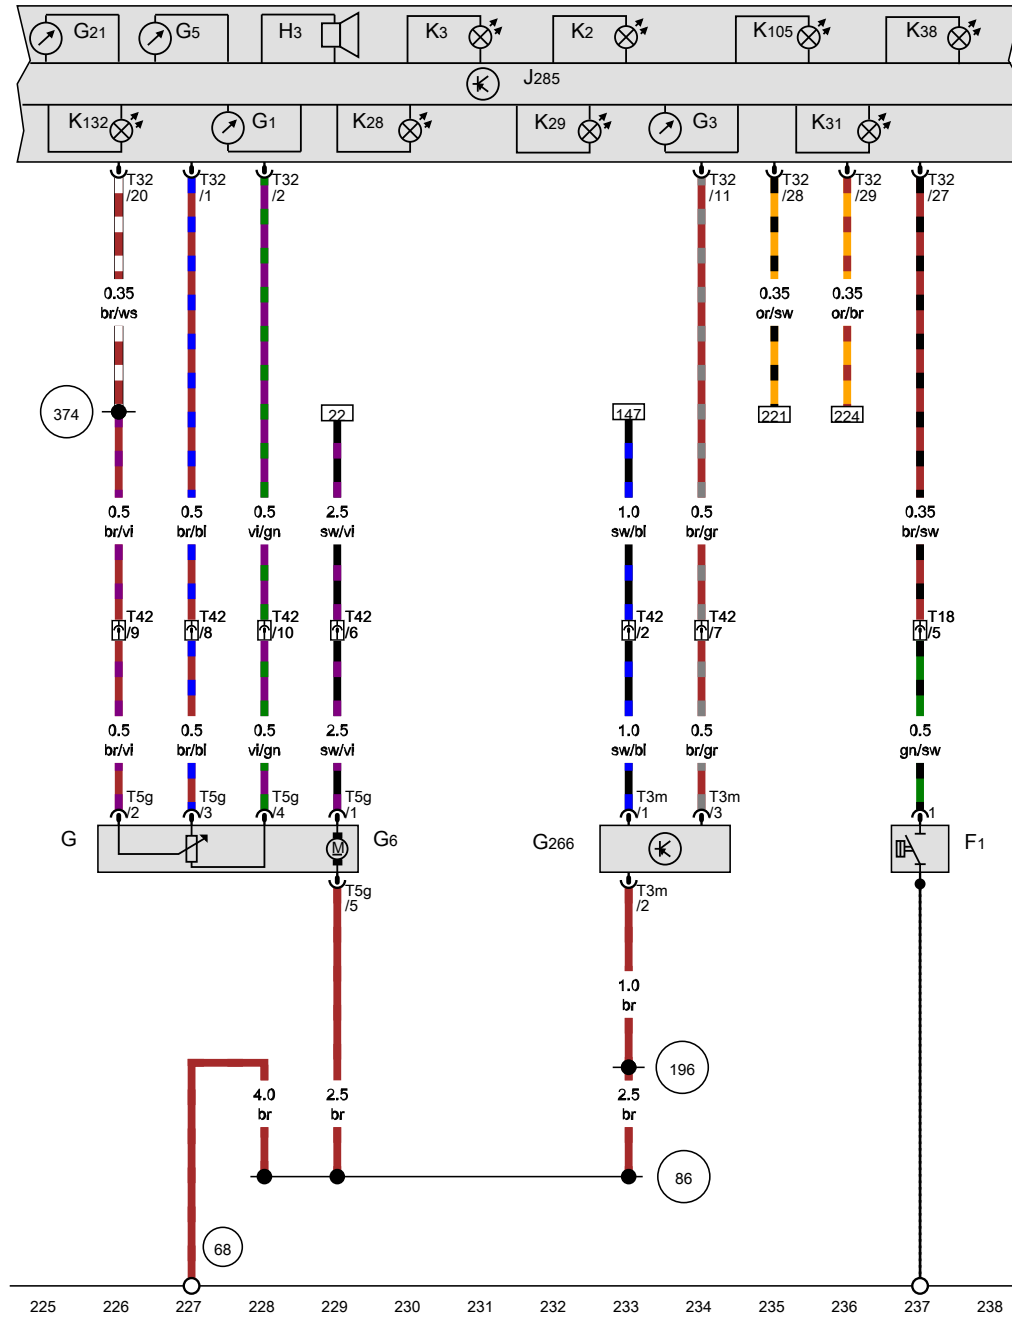 G21 G5 H3 K3 K2 K105 K38
J285
K132 G1 K28 K29 G3 K31
T32 T32 T32 T32 T32 T32 T32
/20 /1 /2 /11 /28 /29 /27
0.35 0.35 0.35
br/ws or/sw or/br
374 22 147 221 224
0.5 0.5 0.5 2.5 1.0 0.5 0.35
br/vi br/bl vi/gn sw/vi sw/bl br/gr br/sw
T42 T42 T42 T42 T42 T42 T18
/9 /8 /10 /6 /2 /7 /5
0.5 0.5 0.5 2.5 1.0 0.5 0.5
br/vi br/bl vi/gn sw/vi sw/bl br/gr gn/sw
T5g T5g T5g T5g T3m T3m
/2 /3 /4 /1 /1 /3 1
G M G6 G266 F1
T5g T3m
/5 /2
1.0
br
196
4.0 2.5 2.5
br br br
86
68
225 226 227 228 229 230 231 232 233 234 235 236 237 238